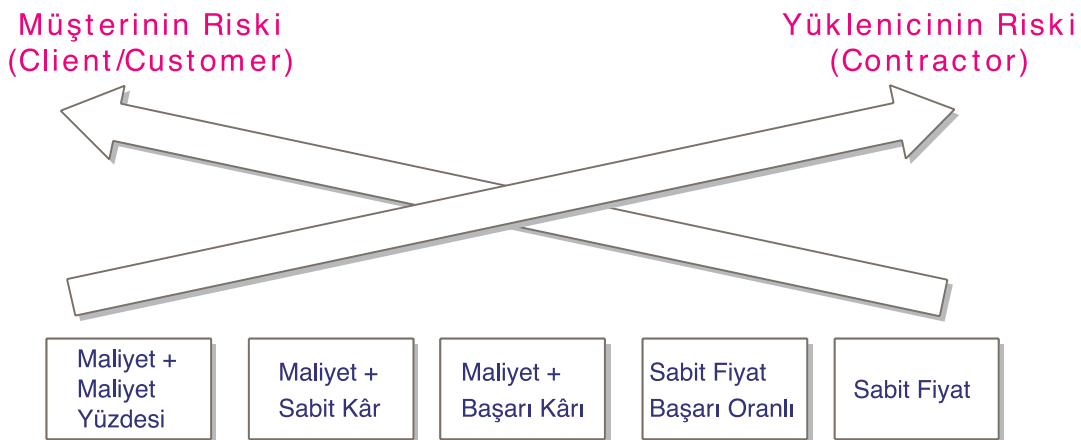 Müşterinin Riski
(Client/Customer)
Yüklenicinin Riski
(Contractor)
Maliyet +
Maliyet
Yüzdesi
Maliyet +
Sabit Kâr
Maliyet +
Başarı Kârı
Sabit Fiyat
Başarı Oranlı
Sabit Fiyat